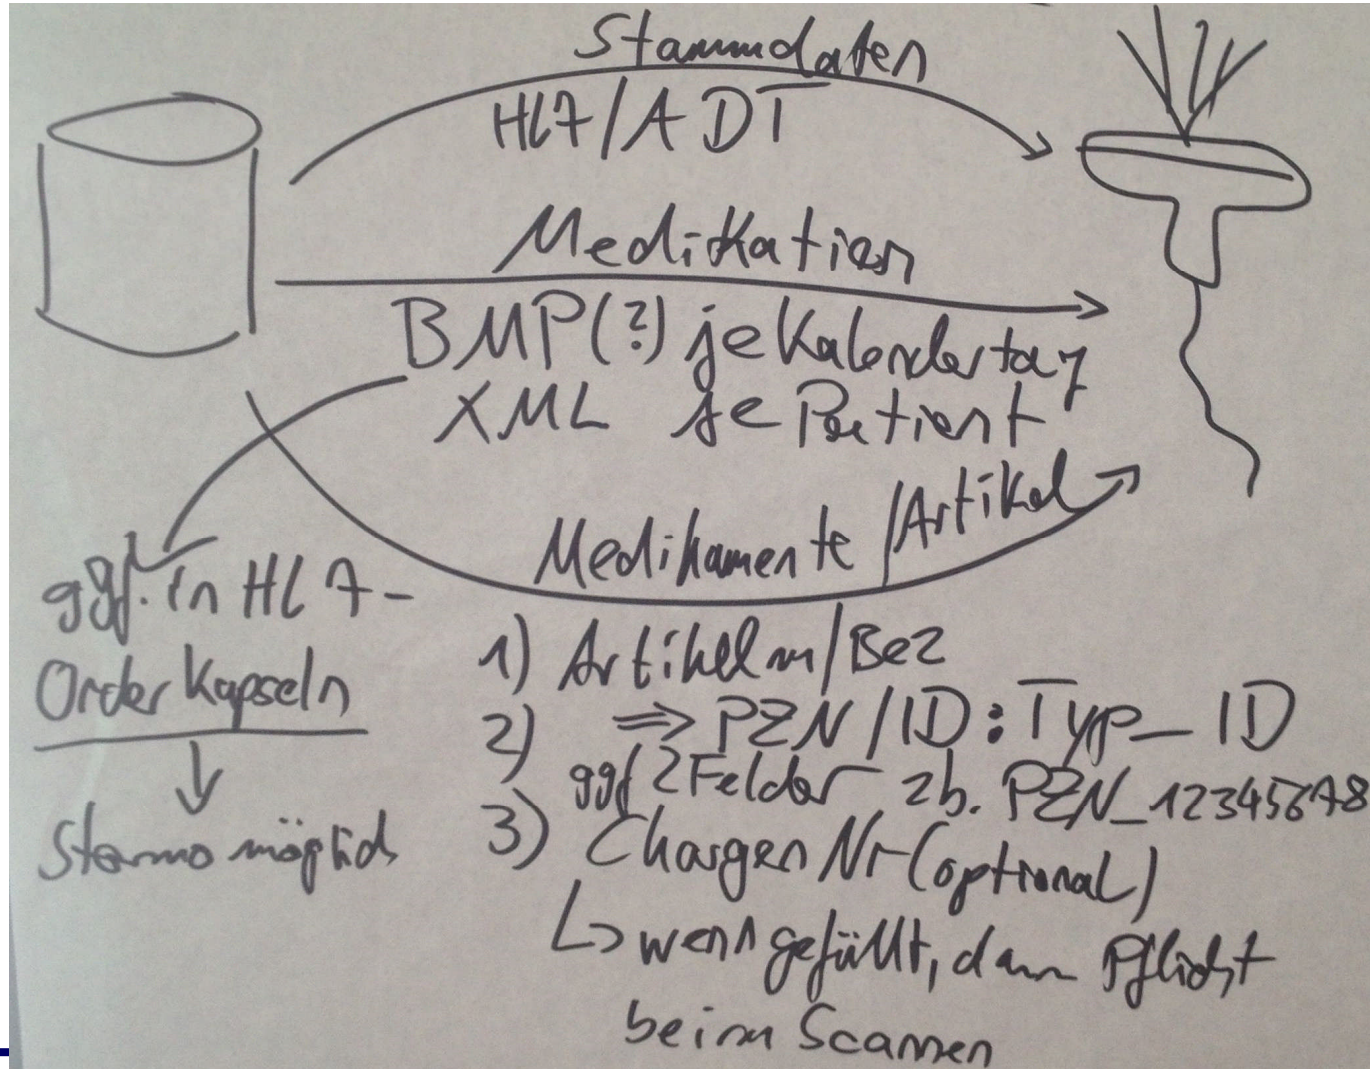 Stammdaten
HL7/ADT
Medikation
BMP(?) je Kalendertag
XML je Patient
Medikamente/Artikel
ggf. in HL7-
Order Kapseln
Storno möglich
1) Artikelnr/Bez
2) ⇒ PZN/ID: Typ_ID
ggf 2 Felder zb. PZN_12345678
3) Chargen Nr (optional)
↳ wenn gefüllt, dann Pflicht
beim Scannen